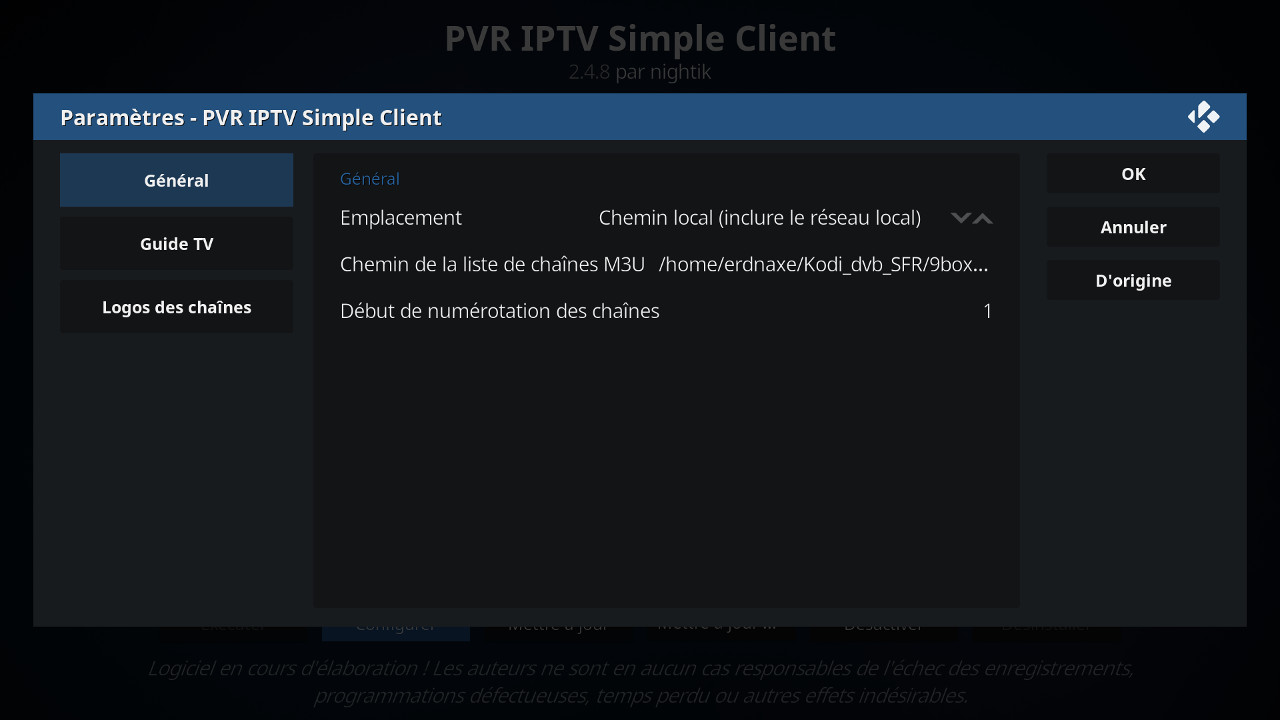 PVR IPTV Simple Client
2.4.8 par nightik
Paramètres - PVR IPTV Simple Client
Général
Guide TV
Logos des chaînes
Général
Emplacement Chemin local (inclure le réseau local)
Chemin de la liste de chaînes M3U /home/erdnaxe/Kodi_dvb_SFR/9box...
Début de numérotation des chaînes 1
OK
Annuler
D'origine
Exécuter Configurer Mettre à jour Mettre à jour ... Désactiver Désinstaller
Logiciel en cours d'élaboration ! Les auteurs ne sont en aucun cas responsables de l'échec des enregistrements,
programmations défectueuses, temps perdu ou autres effets indésirables.